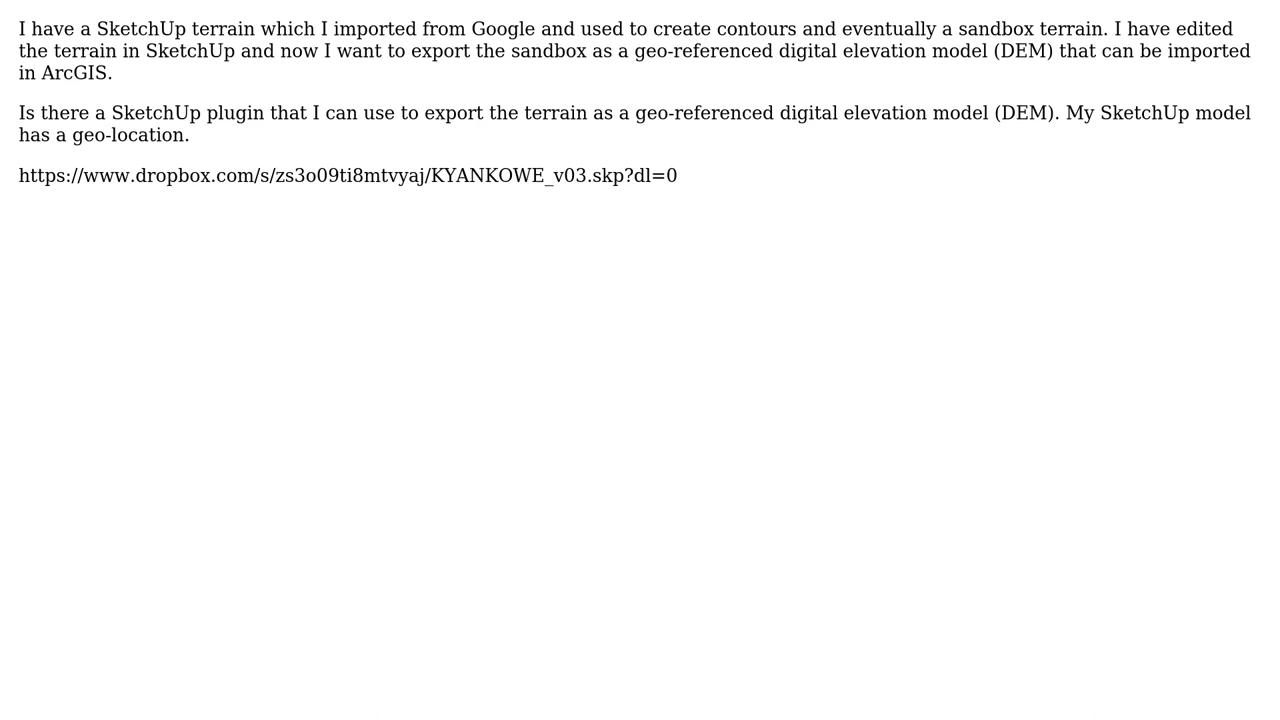 I have a SketchUp terrain which I imported from Google and used to create contours and eventually a sandbox terrain. I have edited
the terrain in SketchUp and now I want to export the sandbox as a geo-referenced digital elevation model (DEM) that can be imported
in ArcGIS.
Is there a SketchUp plugin that I can use to export the terrain as a geo-referenced digital elevation model (DEM). My SketchUp model
has a geo-location.
https://www.dropbox.com/s/zs3o09ti8mtvyaj/KYANKOWE_v03.skp?dl=0